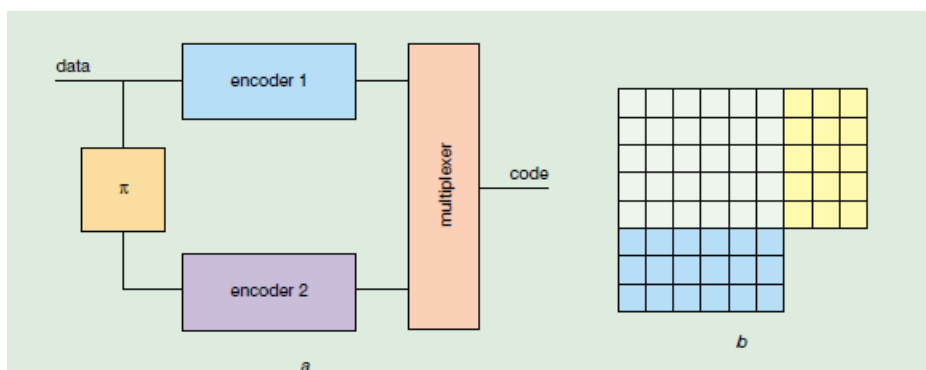 data
encoder 1
π
multiplexer
code
encoder 2
a
b